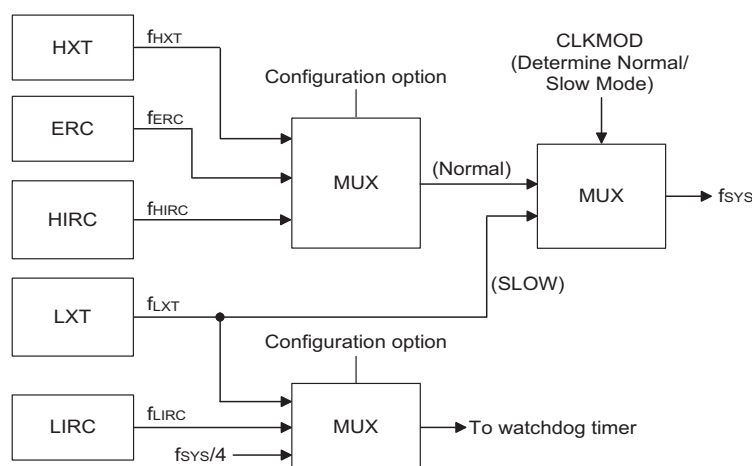 HXT
fHXT
CLKMOD
(Determine Normal/
Slow Mode)
Configuration option
ERC
fERC
MUX
(Normal)
MUX
fSYS
HIRC
fHIRC
(SLOW)
LXT
fLXT
Configuration option
LIRC
fLIRC
MUX
To watchdog timer
fSYS/4